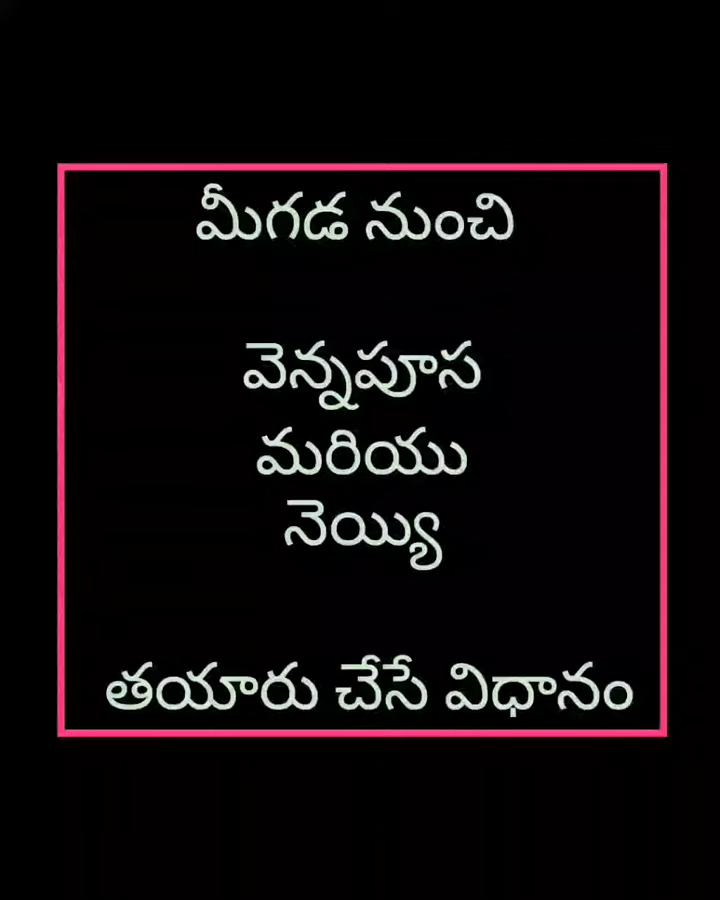 మీగడ నుంచి
వెన్నపూస
మరియు
నెయ్యి
తయారు చేసే విధానం